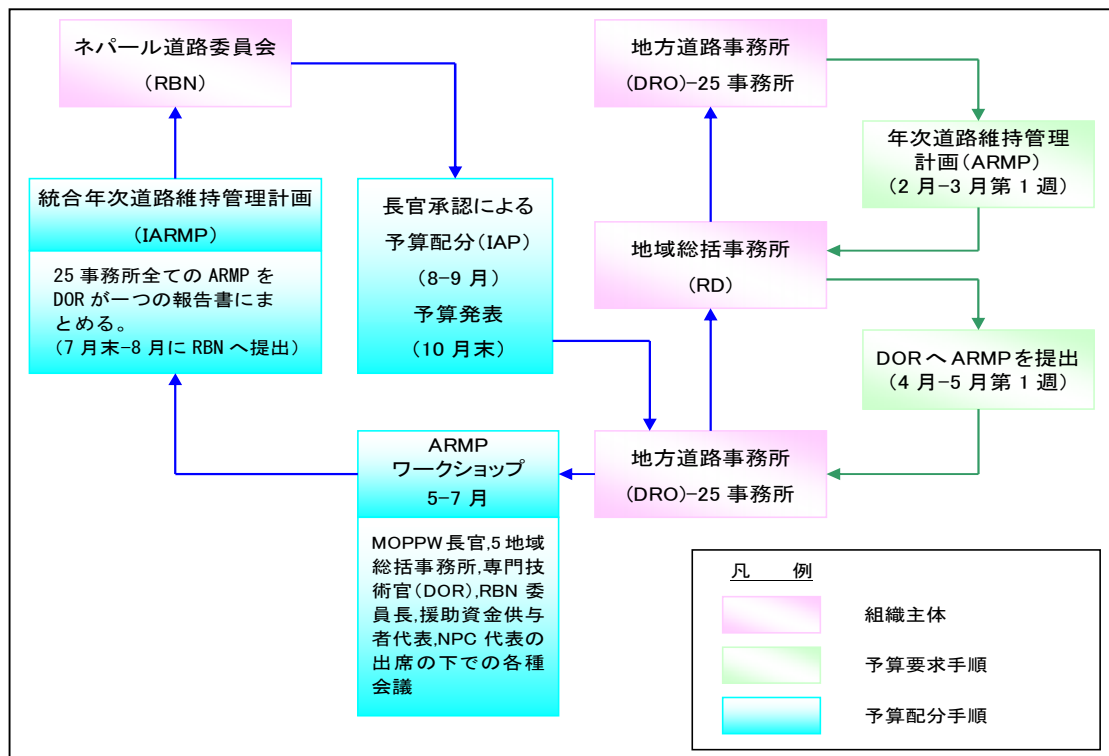 ネパール道路委員会
(RBN)
地方道路事務所
(DRO)-25 事務所
年次道路維持管理
計画(ARMP)
(2 月-3 月第 1 週)
統合年次道路維持管理計画
(IARMP)
25 事務所全ての ARMP を
DOR が一つの報告書にま
とめる。
(7 月末-8 月に RBN へ提出)
長官承認による
予算配分(IAP)
(8-9 月)
予算発表
(10 月末)
地域総括事務所
(RD)
DOR へ ARMP を提出
(4 月-5 月第 1 週)
ARMP
ワークショップ
5-7 月
MOPPW 長官,5 地域
総括事務所,専門技
術官(DOR),RBN 委
員長,援助資金供与
者代表,NPC 代表の
出席の下での各種
会議
地方道路事務所
(DRO)-25 事務所
凡 例
組織主体
予算要求手順
予算配分手順